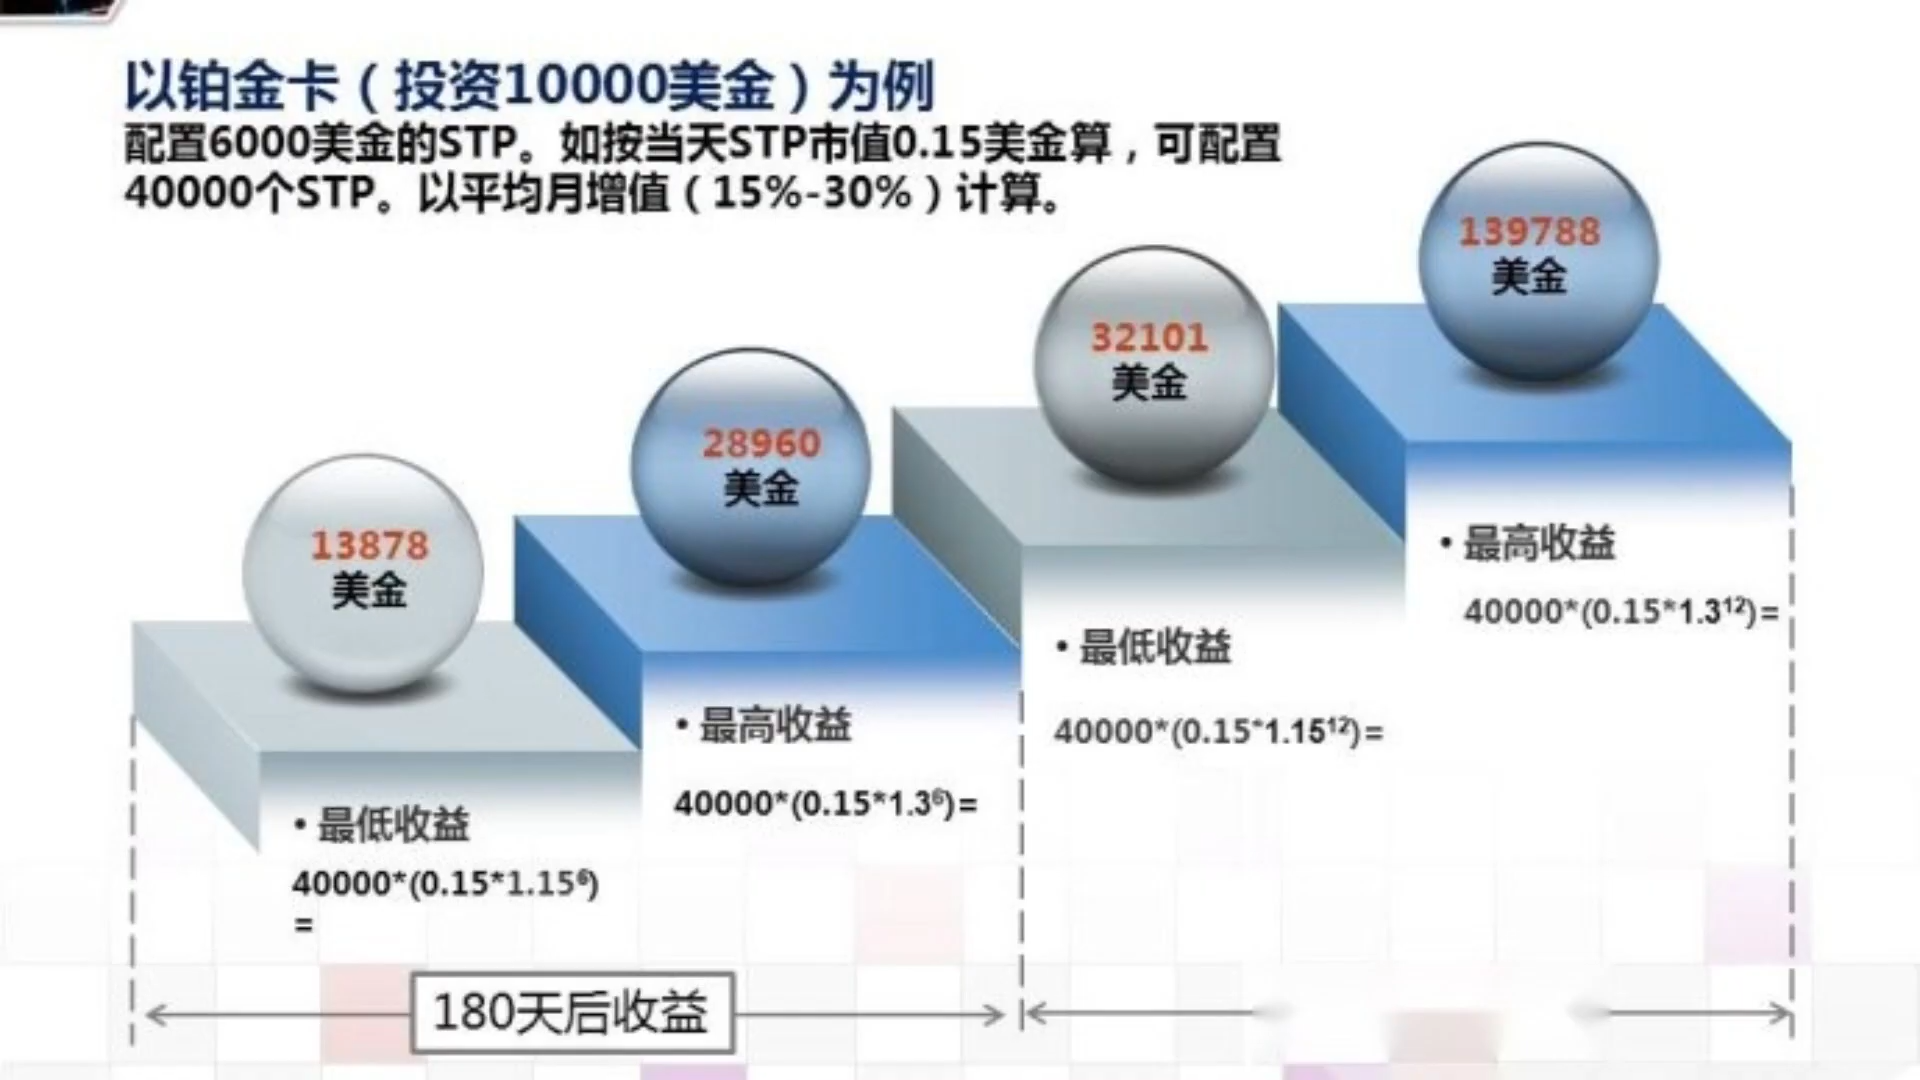 以铂金卡（投资10000美金）为例
配置6000美金的STP。如按当天STP市值0.15美金算，可配置
40000个STP。以平均月增值（15%-30%）计算。
13878
美金
• 最低收益
40000*(0.15*1.15⁶)
=
28960
美金
• 最高收益
40000*(0.15*1.3⁶)=
32101
美金
• 最低收益
40000*(0.15*1.15¹²)=
139788
美金
• 最高收益
40000*(0.15*1.3¹²)=
180天后收益